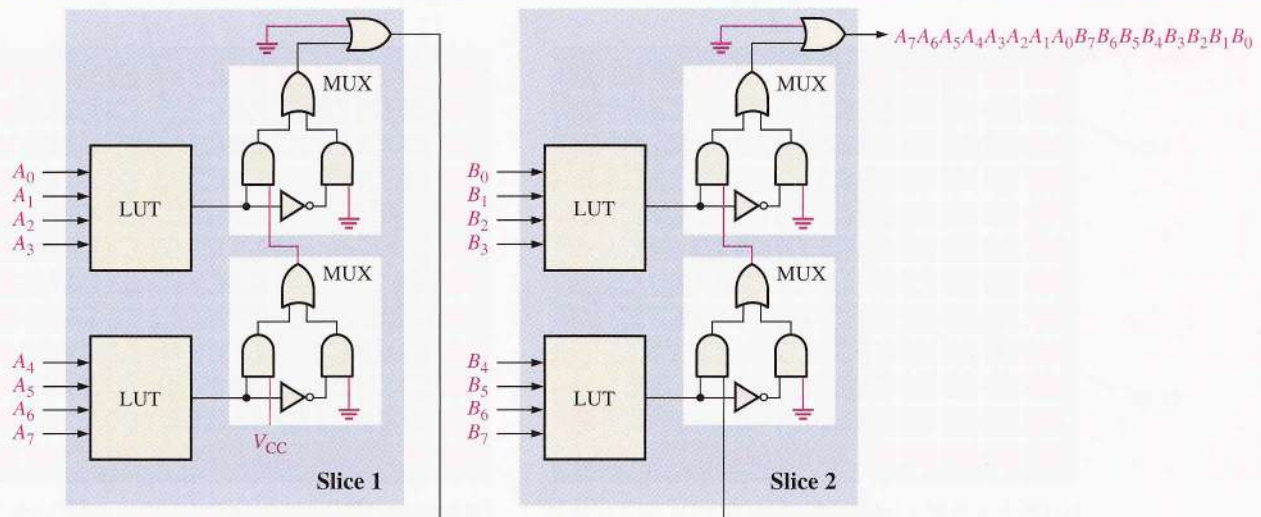 MUX
A₀
A₁
A₂
A₃
LUT
MUX
A₄
A₅
A₆
A₇
LUT
V_CC
Slice 1
A₇A₆A₅A₄A₃A₂A₁A₀B₇B₆B₅B₄B₃B₂B₁B₀
MUX
B₀
B₁
B₂
B₃
LUT
MUX
B₄
B₅
B₆
B₇
LUT
Slice 2